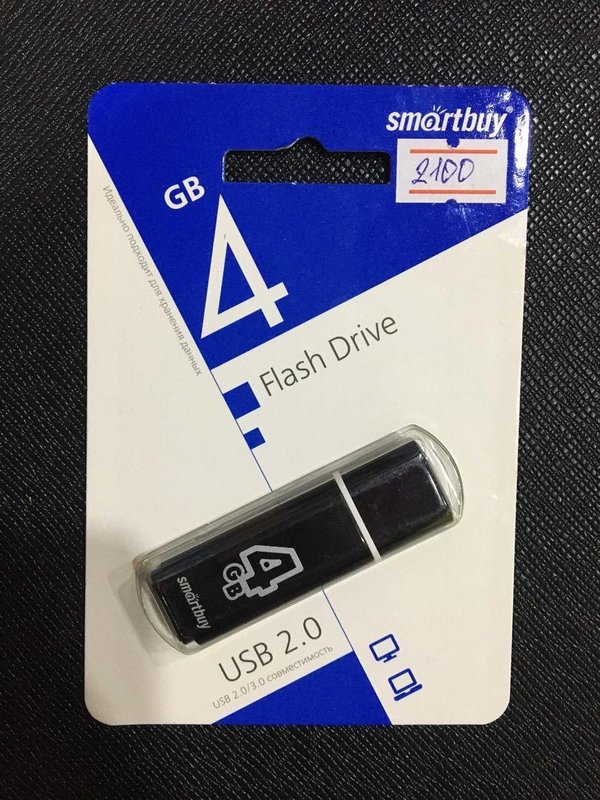 smartbuy
2100
GB
4
Идеально подходит для хранения данных
Flash Drive
4
GB
smartbuy
USB 2.0
USB 2.0/3.0 совместимость